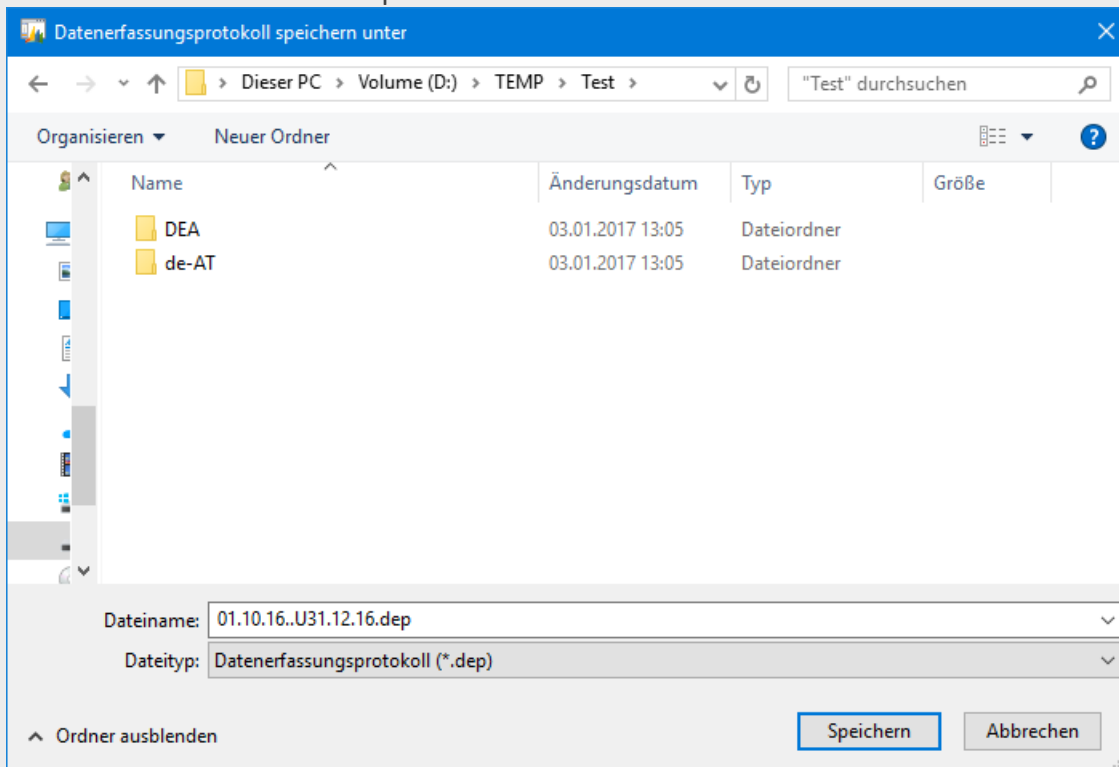 Datenerfassungsprotokoll speichern unter
Dieser PC > Volume (D:) > TEMP > Test > "Test" durchsuchen
Organisieren Neuer Ordner
Name Änderungsdatum Typ Größe
DEA 03.01.2017 13:05 Dateiordner
de-AT 03.01.2017 13:05 Dateiordner
Dateiname: 01.10.16..U31.12.16.dep
Dateityp: Datenerfassungsprotokoll (*.dep)
Ordner ausblenden Speichern Abbrechen